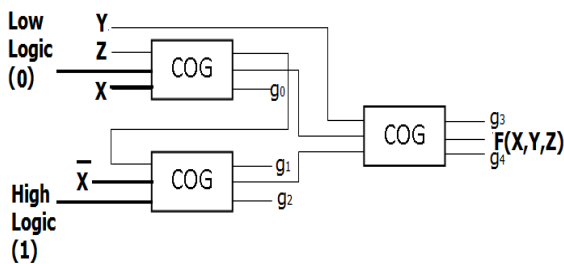 Low
Logic
(0)
Y
Z
X
COG
g0
X̅
High
Logic
(1)
COG
g1
g2
COG
g3
F(X,Y,Z)
g4